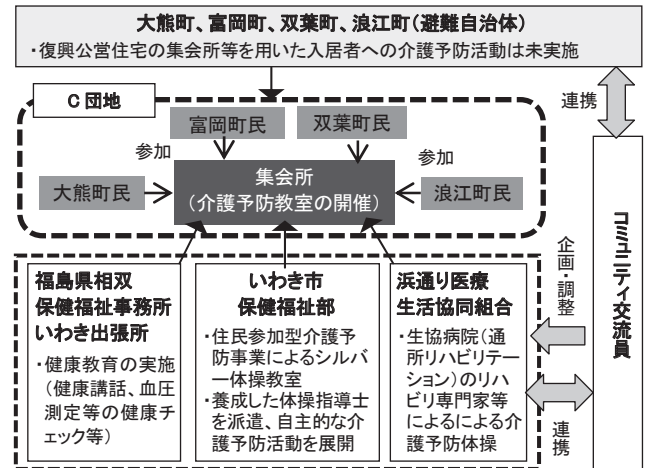 大熊町、富岡町、双葉町、浪江町(避難自治体)
・復興公営住宅の集会所等を用いた入居者への介護予防活動は未実施
連携
C団地
富岡町民
双葉町民
参加
参加
大熊町民
集会所
(介護予防教室の開催)
浪江町民
コミュニティ交流員
企画・調整
福島県相双
保健福祉事務所
いわき出張所
・健康教育の実施
(健康講話、血圧
測定等の健康チ
ェック等)
いわき市
保健福祉部
・住民参加型介護予
防事業によるシルバ
ー体操教室
・養成した体操指導士
を派遣、自主的な介
護予防活動を展開
浜通り医療
生活協同組合
・生協病院(通
所リハビリテー
ション)のリハ
ビリ専門家等
によるによる介
護予防体操
連携